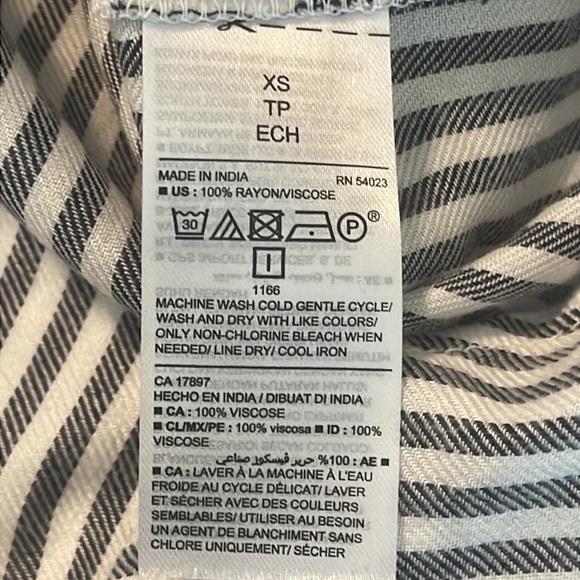 XS
TP
ECH
MADE IN INDIA RN 54023
■ US : 100% RAYON/VISCOSE
30 P ®
1166
MACHINE WASH COLD GENTLE CYCLE/
WASH AND DRY WITH LIKE COLORS/
ONLY NON-CHLORINE BLEACH WHEN
NEEDED/ LINE DRY/ COOL IRON
CA 17897
HECHO EN INDIA / DIBUAT DI INDIA
■ CA : 100% VISCOSE
■ CL/MX/PE : 100% viscosa ■ ID : 100%
VISCOSE
■ AE : 100% حرير فيسكوز صناعي
■ CA : LAVER À LA MACHINE À L'EAU
FROIDE AU CYCLE DÉLICAT/ LAVER
ET SÉCHER AVEC DES COULEURS
SEMBLABLES/ UTILISER AU BESOIN
UN AGENT DE BLANCHIMENT SANS
CHLORE UNIQUEMENT/ SÉCHER